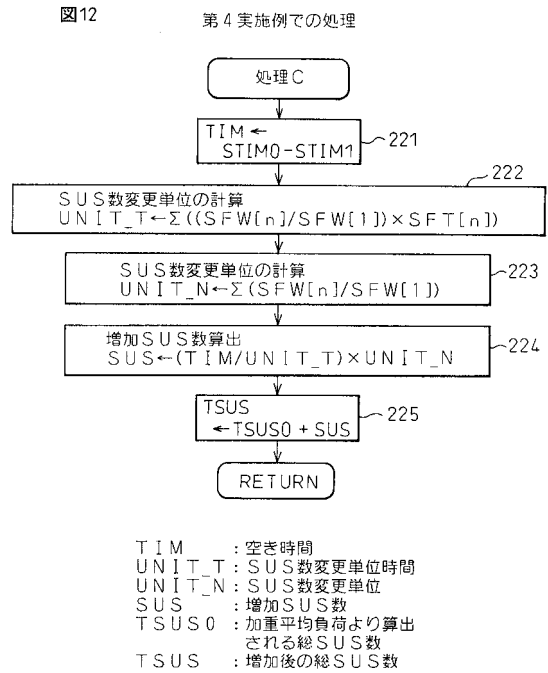 図12
第4実施例での処理
処理C
TIM←
STIM0-STIM1
221
222
SUS数変更単位の計算
UNIT_T←Σ((SFW[n]/SFW[1])×SFT[n])
SUS数変更単位の計算
UNIT_N←Σ(SFW[n]/SFW[1])
223
増加SUS数算出
SUS←(TIM/UNIT_T)×UNIT_N
224
TSUS
←TSUS0+SUS
225
RETURN
TIM :空き時間
UNIT_T:SUS数変更単位時間
UNIT_N:SUS数変更単位
SUS :増加SUS数
TSUS0 :加重平均負荷より算出
される総SUS数
TSUS :増加後の総SUS数